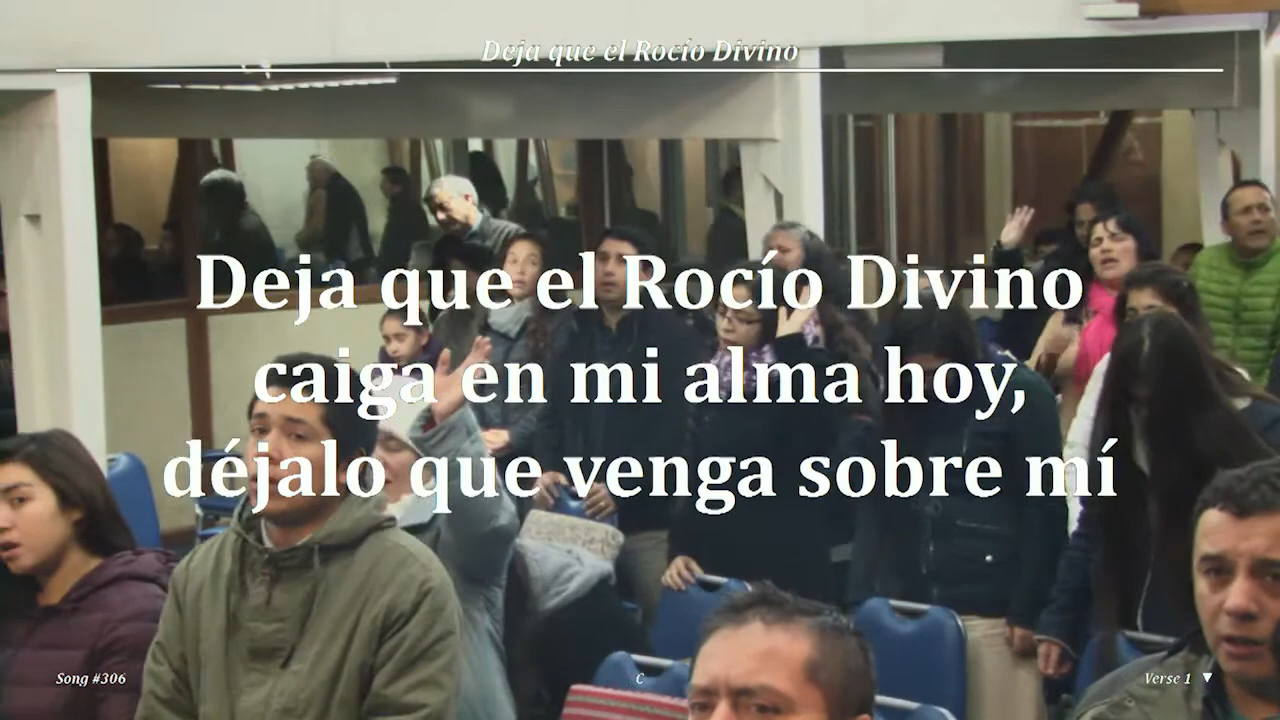 Deja que el Rocío Divino
Deja que el Rocío Divino
caiga en mi alma hoy,
déjalo que venga sobre mí
Song #306
C
Verse 1 ▼